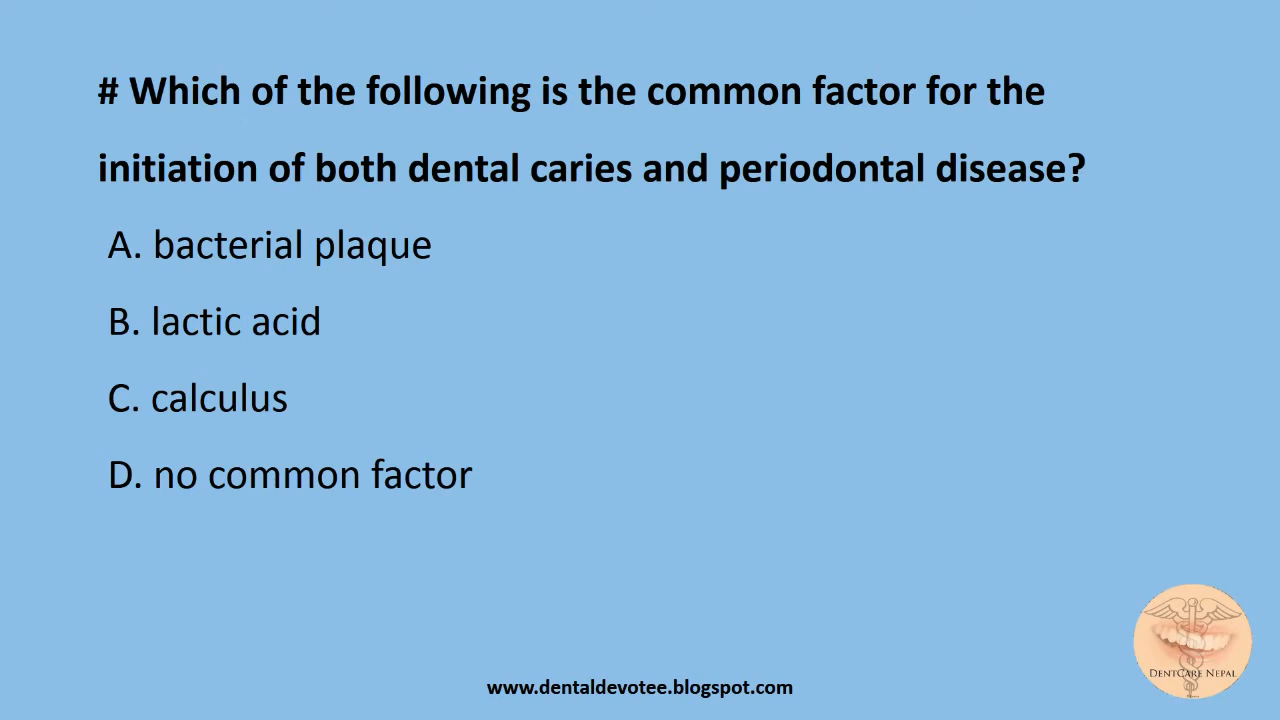 # Which of the following is the common factor for the
initiation of both dental caries and periodontal disease?
A. bacterial plaque
B. lactic acid
C. calculus
D. no common factor
DENTCARE NEPAL
www.dentaldevotee.blogspot.com